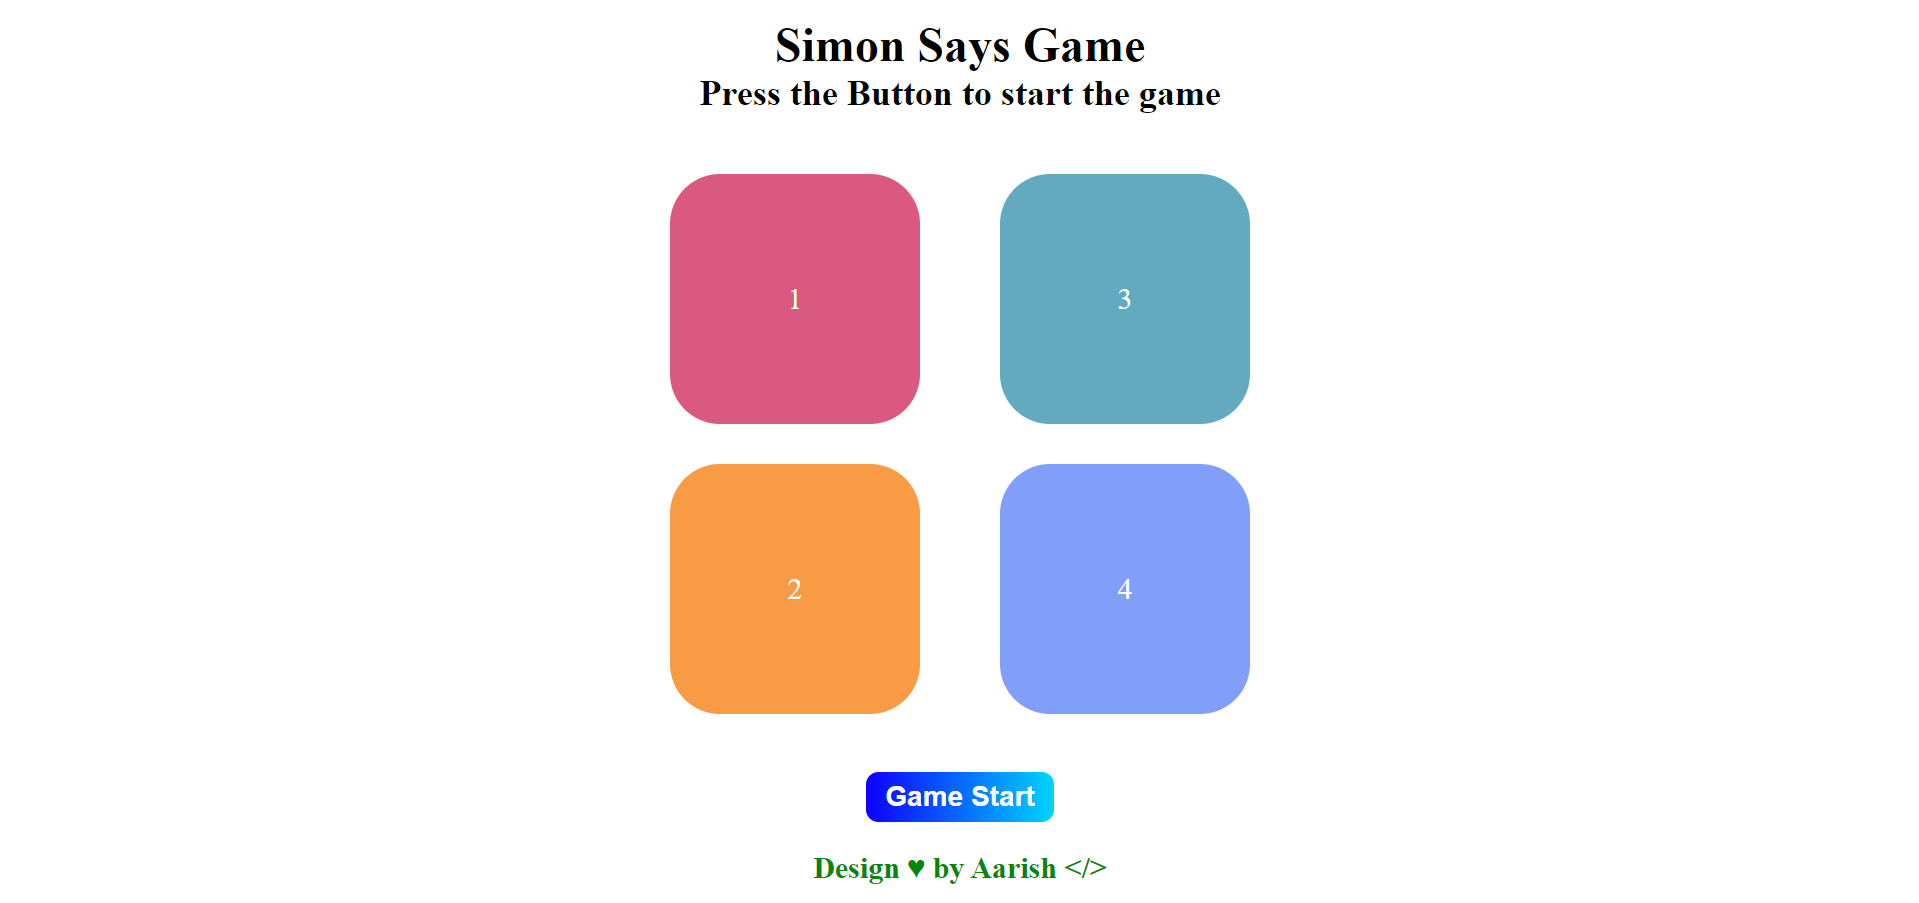 Simon Says Game
Press the Button to start the game
1
3
2
4
Game Start
Design ♥ by Aarish </>